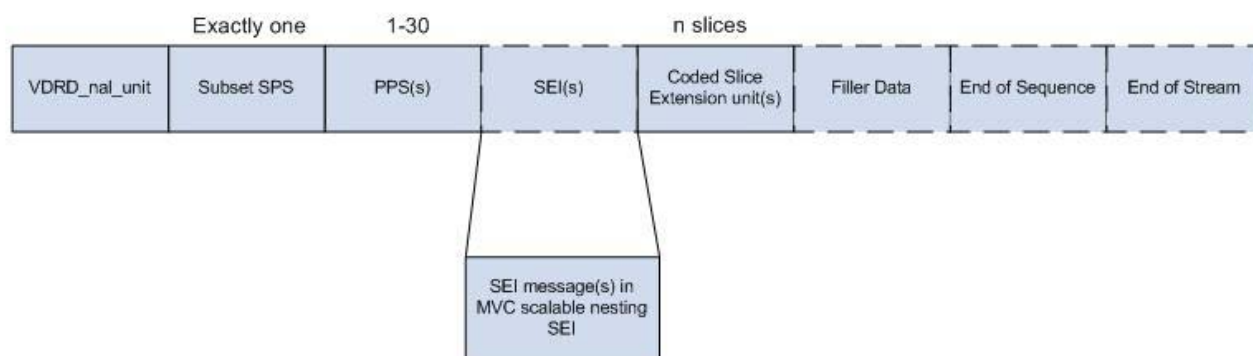 Exactly one
1-30
n slices
VDRD_nal_unit
Subset SPS
PPS(s)
SEI(s)
Coded Slice
Extension unit(s)
Filler Data
End of Sequence
End of Stream
SEI message(s) in
MVC scalable nesting
SEI